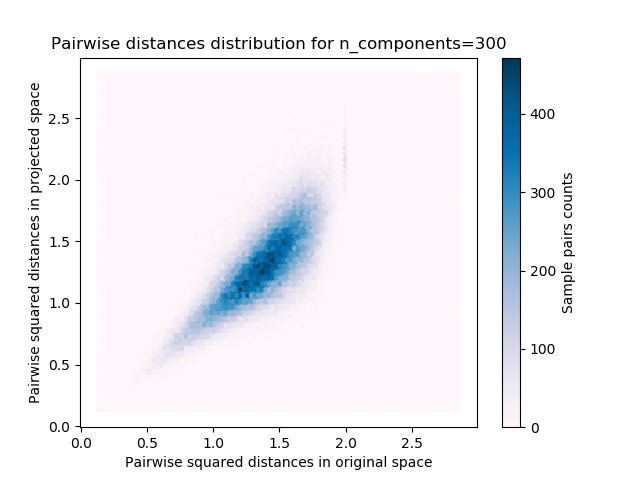 Pairwise distances distribution for n_components=300
Pairwise squared distances in projected space
2.5
2.0
1.5
1.0
0.5
0.0
0.0 0.5 1.0 1.5 2.0 2.5
Pairwise squared distances in original space
400
300
200
100
0
Sample pairs counts